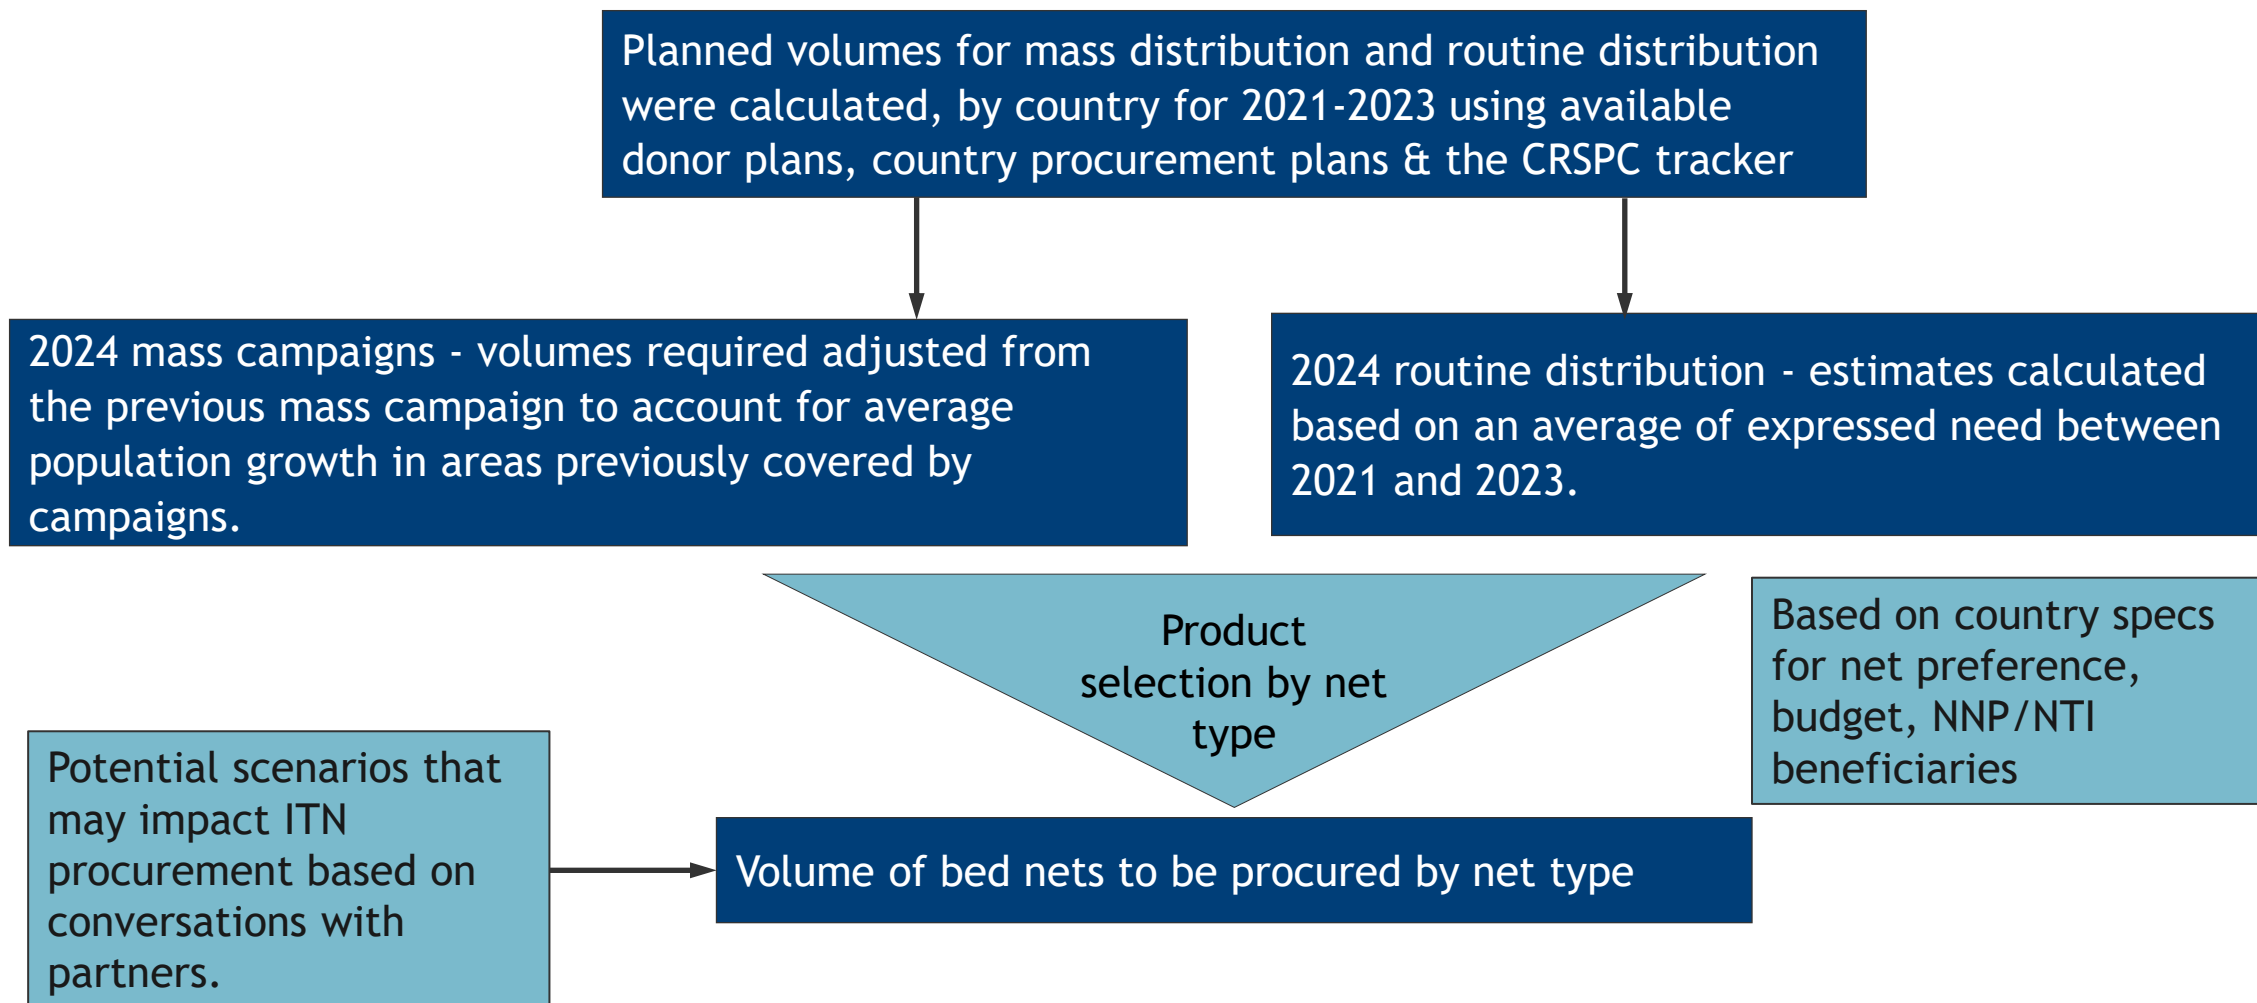 Planned volumes for mass distribution and routine distribution
were calculated, by country for 2021-2023 using available
donor plans, country procurement plans & the CRSPC tracker
2024 mass campaigns - volumes required adjusted from
the previous mass campaign to account for average
population growth in areas previously covered by
campaigns.
2024 routine distribution - estimates calculated
based on an average of expressed need between
2021 and 2023.
Product
selection by net
type
Based on country specs
for net preference,
budget, NNP/NTI
beneficiaries
Potential scenarios that
may impact ITN
procurement based on
conversations with
partners.
Volume of bed nets to be procured by net type